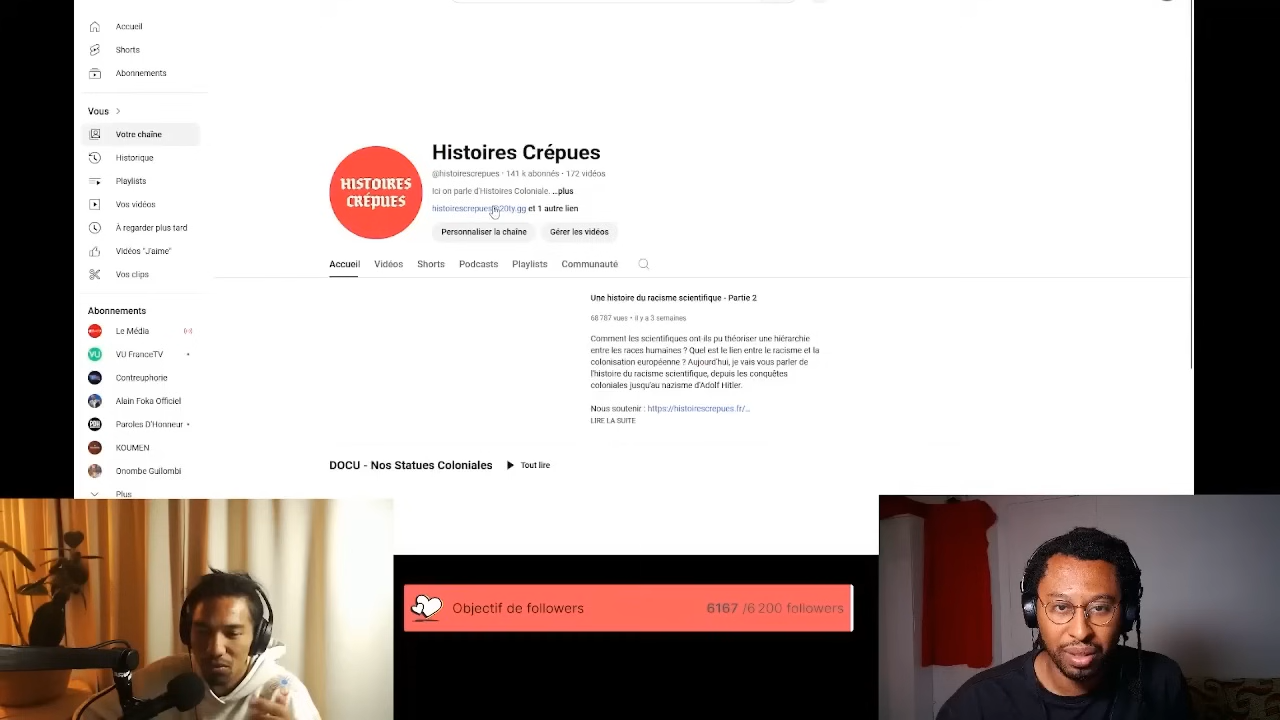 Accueil
Shorts
Abonnements
Vous
Votre chaîne
Historique
Playlists
Vos vidéos
À regarder plus tard
Vidéos "J'aime"
Vos clips
Abonnements
Le Média
VU FranceTV
Contreuphorie
Alain Foka Officiel
Paroles D'Honneur
KOUMEN
Onombe Guilombi
Plus
HISTOIRES
CRÉPUES
Histoires Crépues
@histoirescrepues · 141 k abonnés · 172 vidéos
Ici on parle d'Histoires Coloniale. ...plus
histoirescrepues@20ty.gg et 1 autre lien
Personnaliser la chaîne
Gérer les vidéos
Accueil Vidéos Shorts Podcasts Playlists Communauté
Une histoire du racisme scientifique - Partie 2
68 787 vues • il y a 3 semaines
Comment les scientifiques ont-ils pu théoriser une hiérarchie
entre les races humaines ? Quel est le lien entre le racisme et la
colonisation européenne ? Aujourd'hui, je vais vous parler de
l'histoire du racisme scientifique, depuis les conquêtes
coloniales jusqu'au nazisme d'Adolf Hitler.
Nous soutenir : https://histoirescrepues.fr/...
LIRE LA SUITE
DOCU - Nos Statues Coloniales
Tout lire
Objectif de followers
6167 /6 200 followers